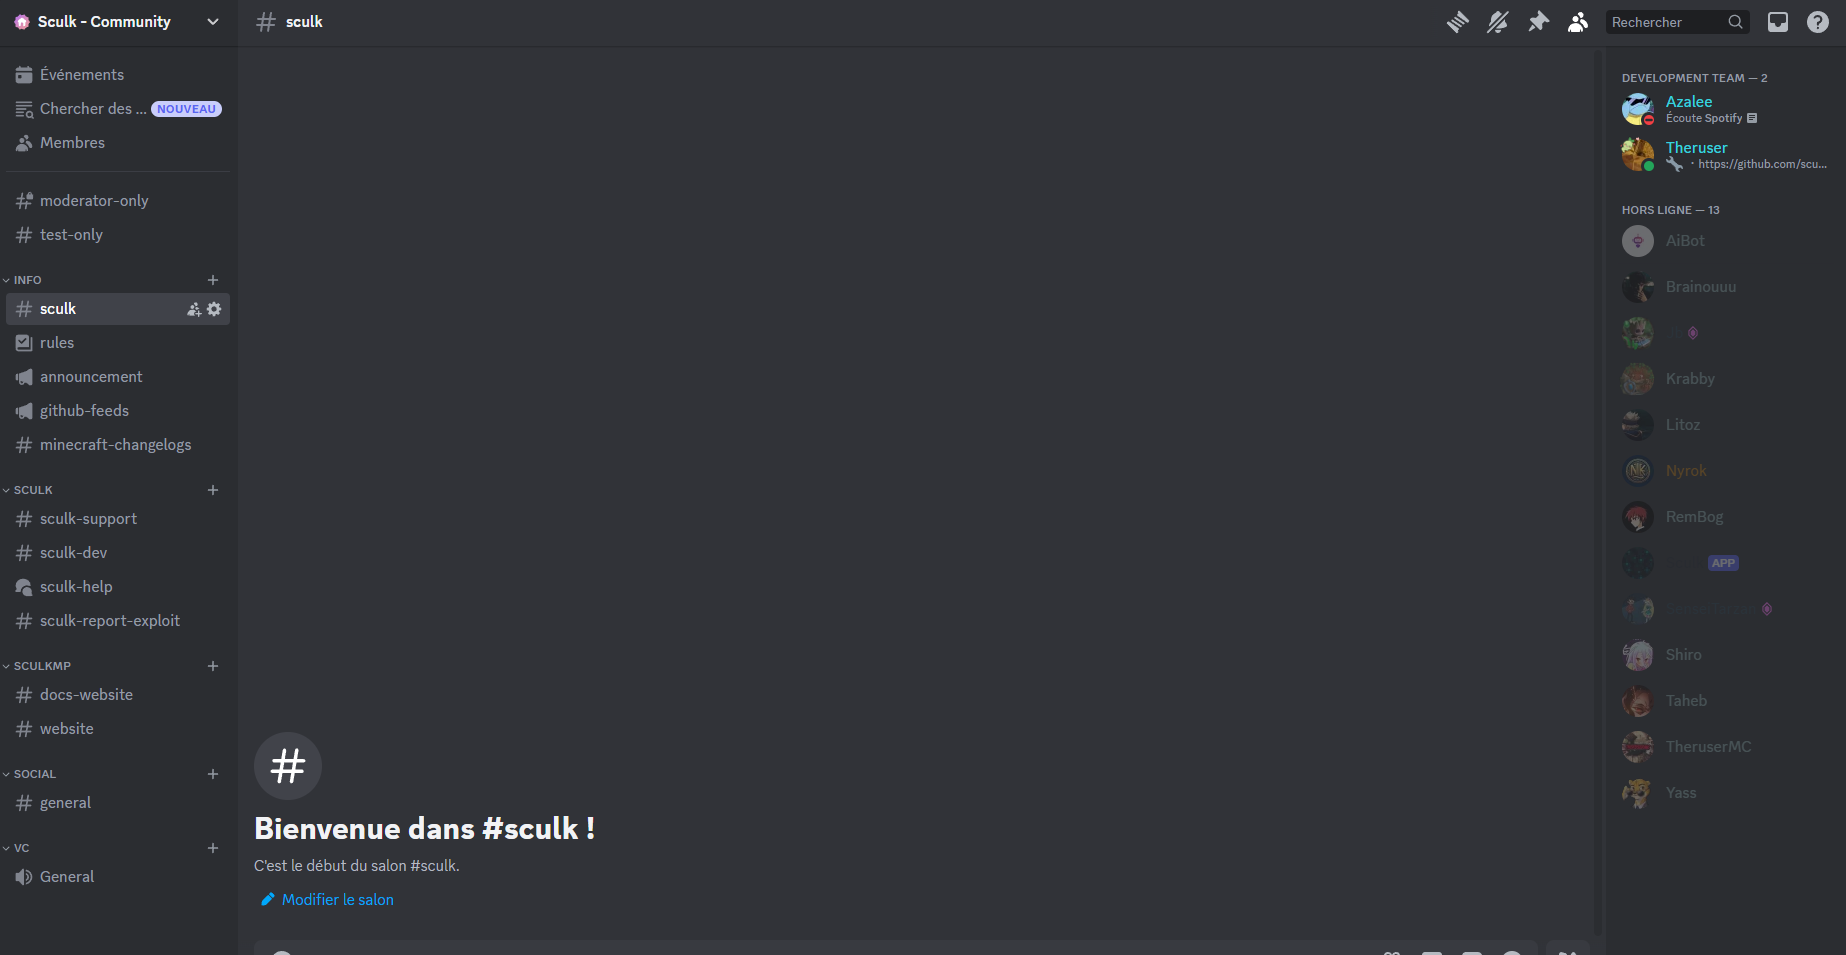 Sculk - Community
Événements
Chercher des ... NOUVEAU
Membres
moderator-only
test-only
INFO
sculk
rules
announcement
github-feeds
minecraft-changelogs
SCULK
sculk-support
sculk-dev
sculk-help
sculk-report-exploit
SCULKMP
docs-website
website
SOCIAL
general
VC
General
sculk
Rechercher
Bienvenue dans #sculk !
C'est le début du salon #sculk.
Modifier le salon
DEVELOPMENT TEAM — 2
Azalee
Écoute Spotify
Theruser
· https://github.com/scu...
HORS LIGNE — 13
AiBot
Brainouuu
Krabby
Litoz
Nyrok
RemBog
APP
Shiro
Taheb
TheruserMC
Yass